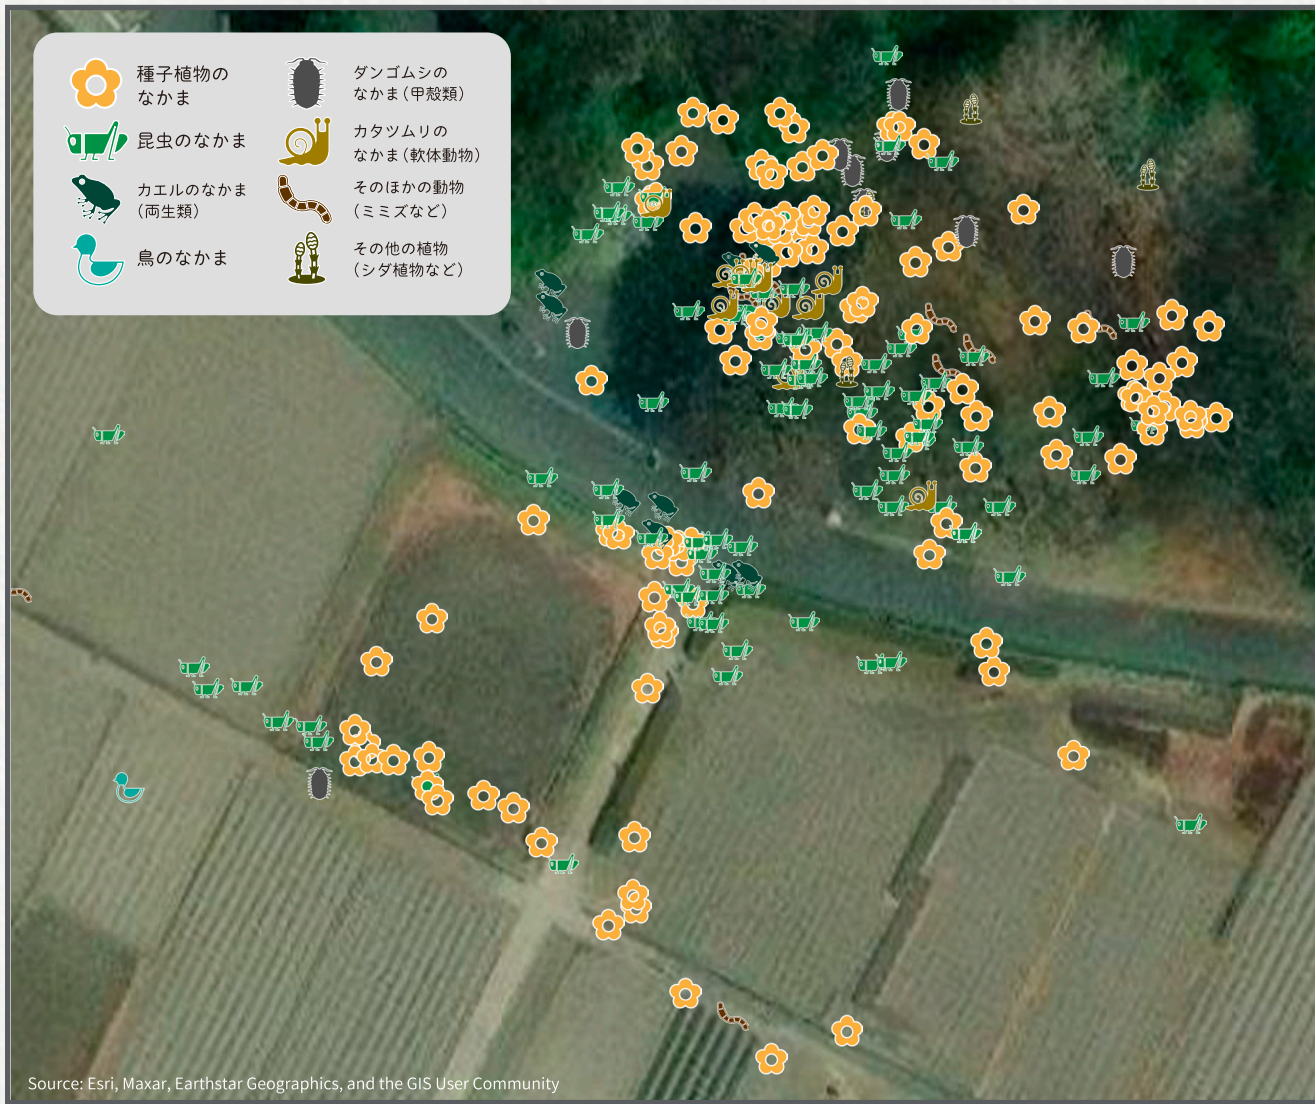 種子植物の
なかま
昆虫のなかま
カエルのなかま
(両生類)
鳥のなかま
ダンゴムシの
なかま(甲殻類)
カタツムリの
なかま(軟体動物)
そのほかの動物
(ミミズなど)
その他の植物
(シダ植物など)
Source: Esri, Maxar, Earthstar Geographics, and the GIS User Community